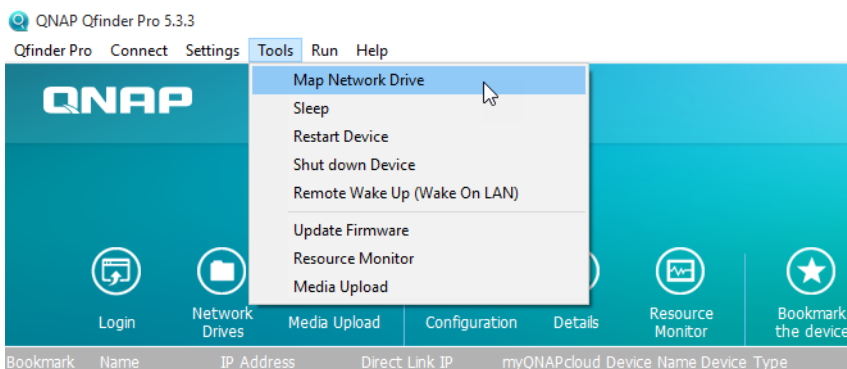 QNAP Qfinder Pro 5.3.3
Qfinder Pro Connect Settings Tools Run Help
QNAP
Map Network Drive
Sleep
Restart Device
Shut down Device
Remote Wake Up (Wake On LAN)
Update Firmware
Resource Monitor
Media Upload
Login
Network
Drives
Media Upload
Configuration
Details
Resource
Monitor
Bookmark
the device
Bookmark Name IP Address Direct Link IP myQNAPcloud Device Name Device Type